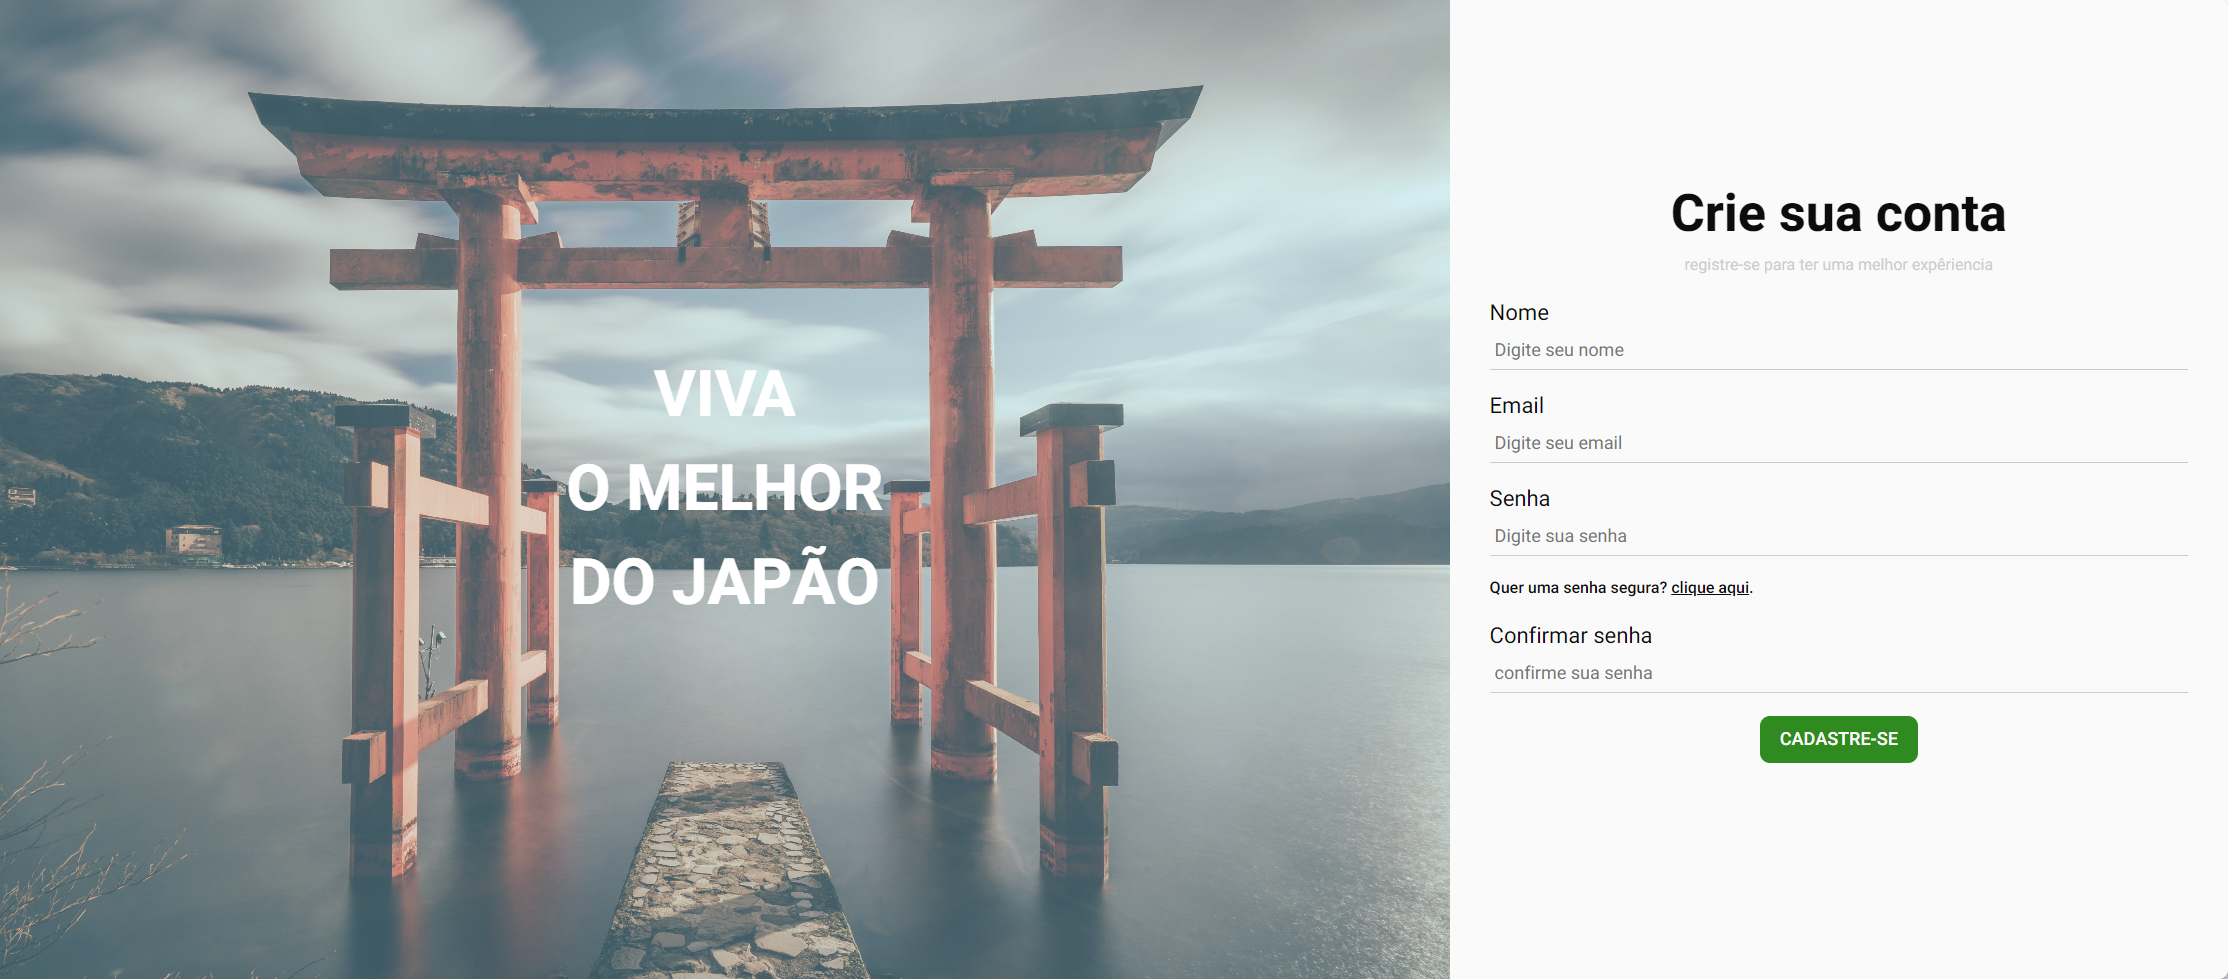 VIVA
O MELHOR
DO JAPÃO
Crie sua conta
registre-se para ter uma melhor expêriencia
Nome
Digite seu nome
Email
Digite seu email
Senha
Digite sua senha
Quer uma senha segura? clique aqui.
Confirmar senha
confirme sua senha
CADASTRE-SE